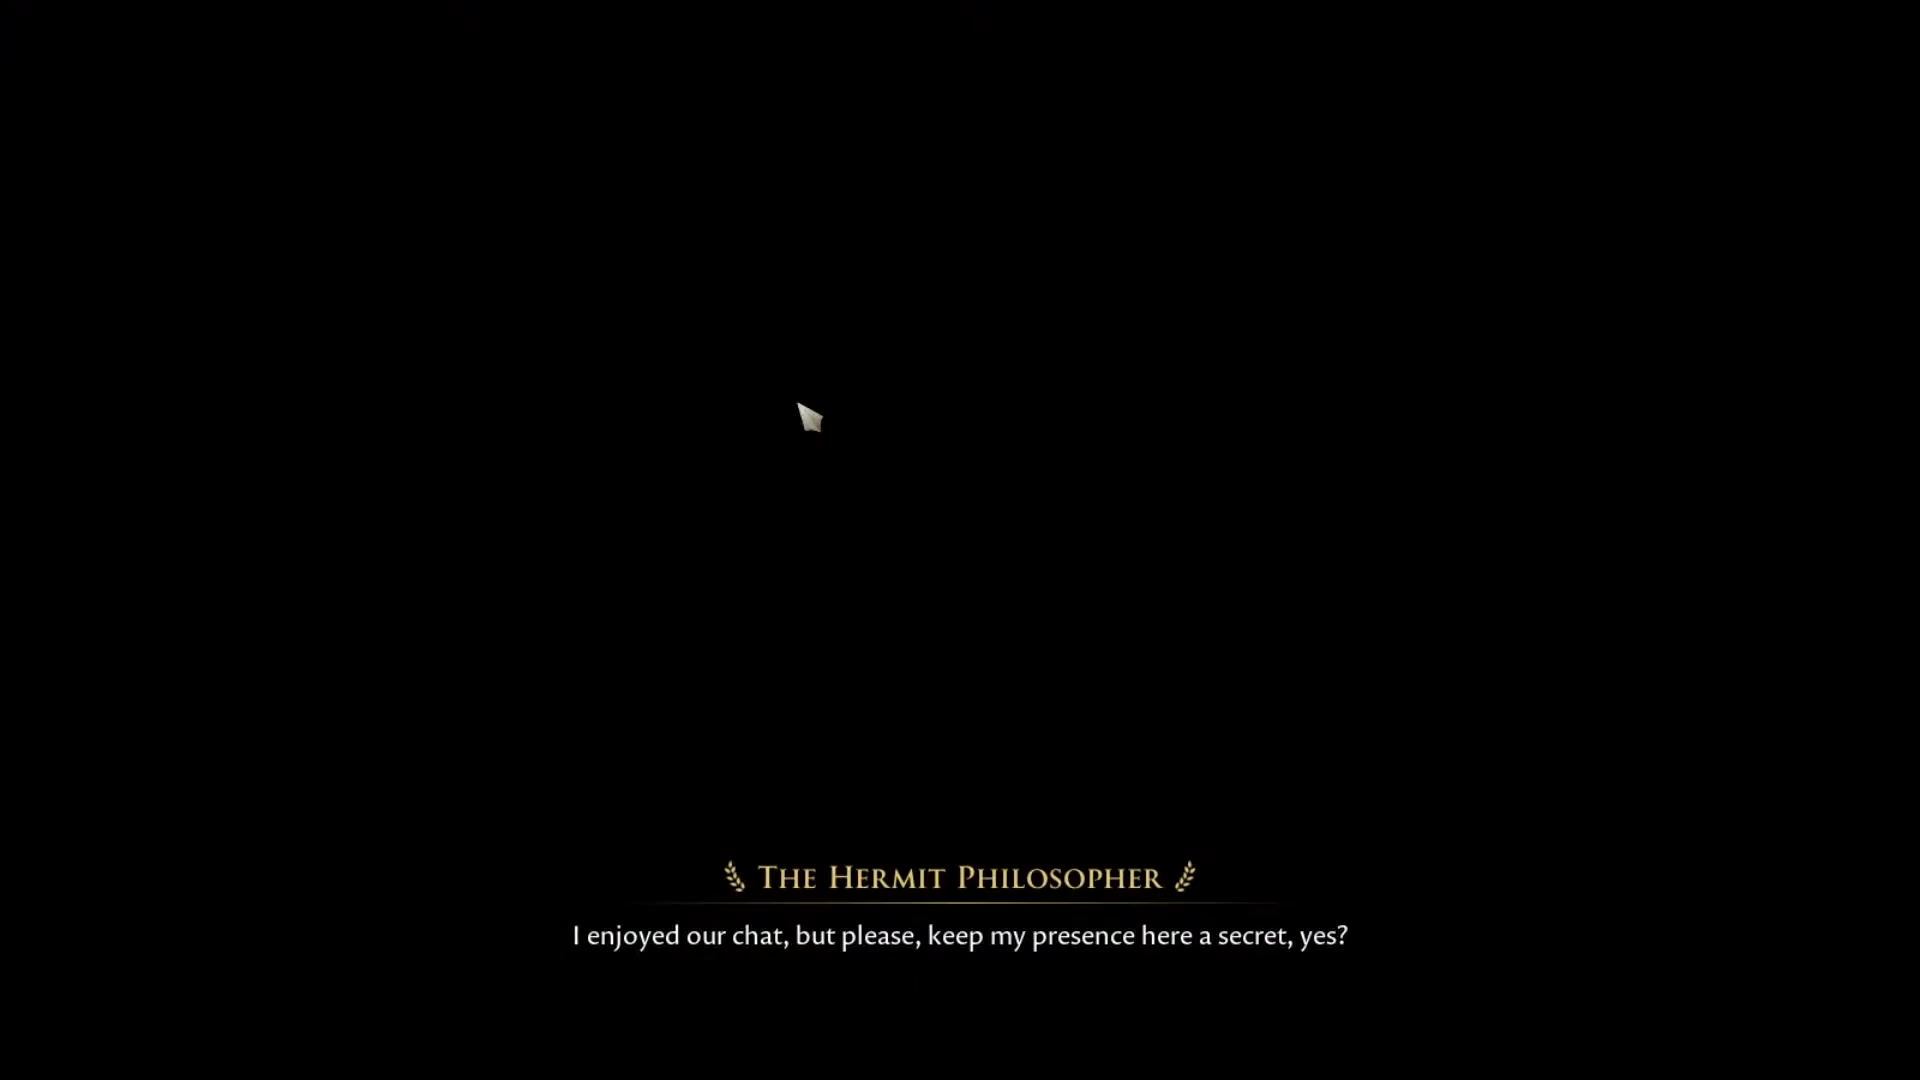 The Hermit Philosopher
I enjoyed our chat, but please, keep my presence here a secret, yes?